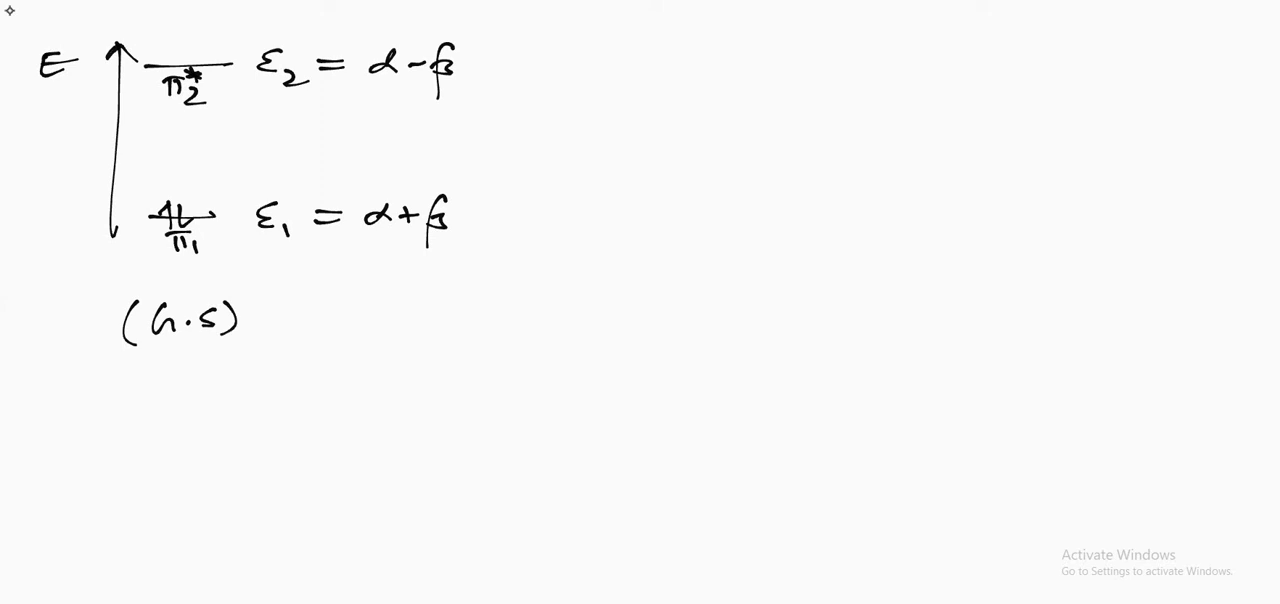 E ε₂ = α - β
π₂*
ε₁ = α + β
π₁
(G.S)
Activate Windows
Go to Settings to activate Windows.